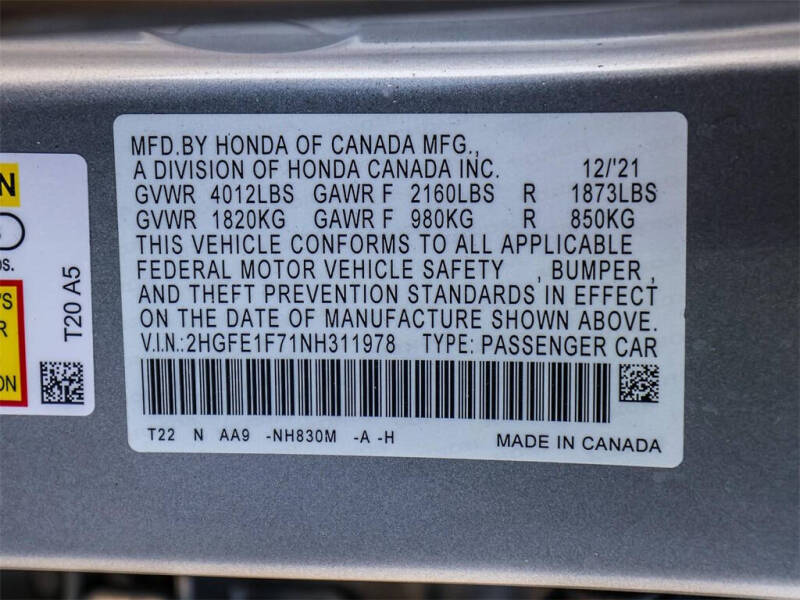 MFD.BY HONDA OF CANADA MFG.,
A DIVISION OF HONDA CANADA INC. 12/'21
GVWR 4012LBS GAWR F 2160LBS R 1873LBS
GVWR 1820KG GAWR F 980KG R 850KG
THIS VEHICLE CONFORMS TO ALL APPLICABLE
FEDERAL MOTOR VEHICLE SAFETY , BUMPER ,
AND THEFT PREVENTION STANDARDS IN EFFECT
ON THE DATE OF MANUFACTURE SHOWN ABOVE.
V.I.N.:2HGFE1F71NH311978 TYPE: PASSENGER CAR
T22 N AA9 -NH830M -A -H MADE IN CANADA
T20 A5